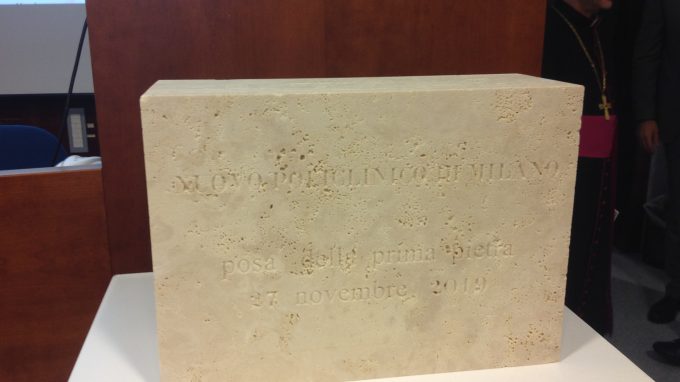 NUOVO POLICLINICO DI MILANO
posa della prima pietra
27 novembre 2019